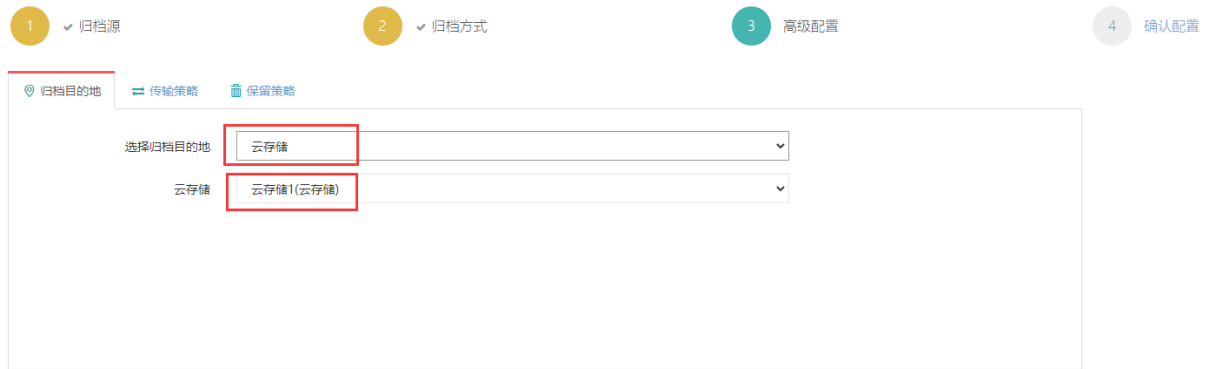 1 归档源 2 归档方式 3 高级配置 4 确认配置
归档目的地 传输策略 保留策略
选择归档目的地 云存储
云存储 云存储1(云存储)